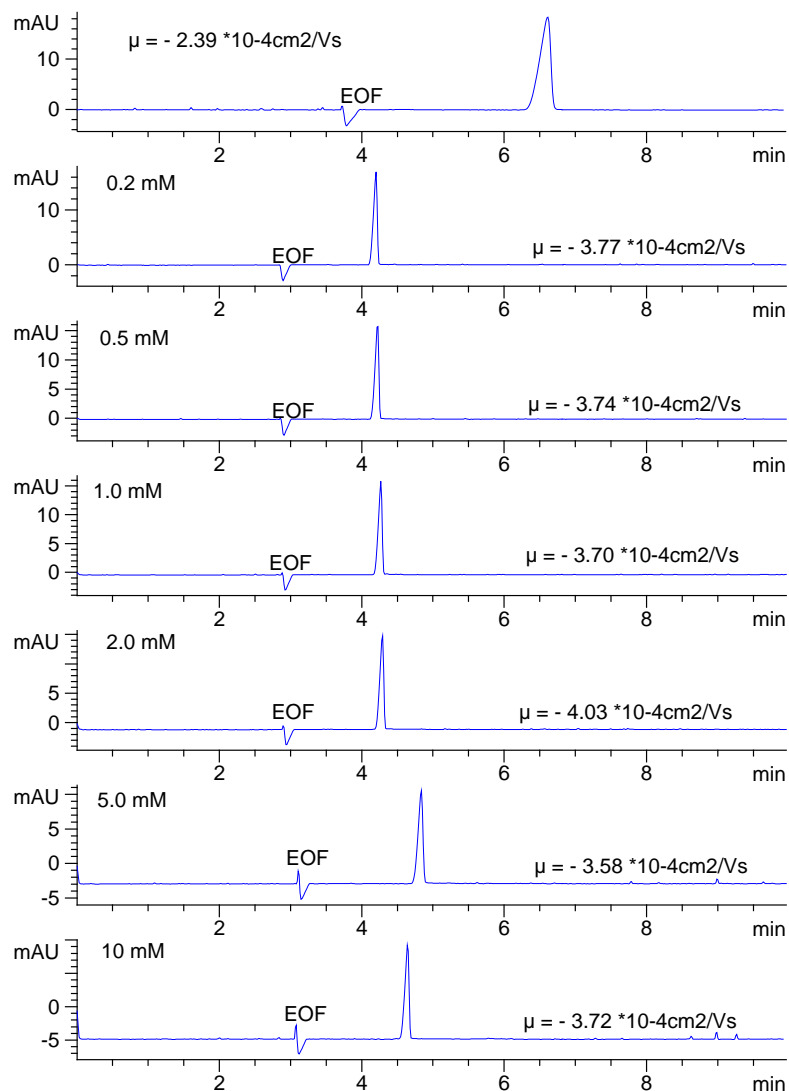 mAU
µ = - 2.39 *10-4cm2/Vs
10
EOF
0
2 4 6 8 min
mAU
0.2 mM
10
EOF
µ = - 3.77 *10-4cm2/Vs
0
2 4 6 8 min
mAU
0.5 mM
10
5
EOF
µ = - 3.74 *10-4cm2/Vs
0
2 4 6 8 min
mAU
1.0 mM
10
5
EOF
µ = - 3.70 *10-4cm2/Vs
0
2 4 6 8 min
mAU
2.0 mM
5
EOF
µ = - 4.03 *10-4cm2/Vs
0
2 4 6 8 min
mAU
5.0 mM
5
EOF
µ = - 3.58 *10-4cm2/Vs
0
-5
2 4 6 8 min
mAU
10 mM
0
EOF
µ = - 3.72 *10-4cm2/Vs
-5
2 4 6 8 min